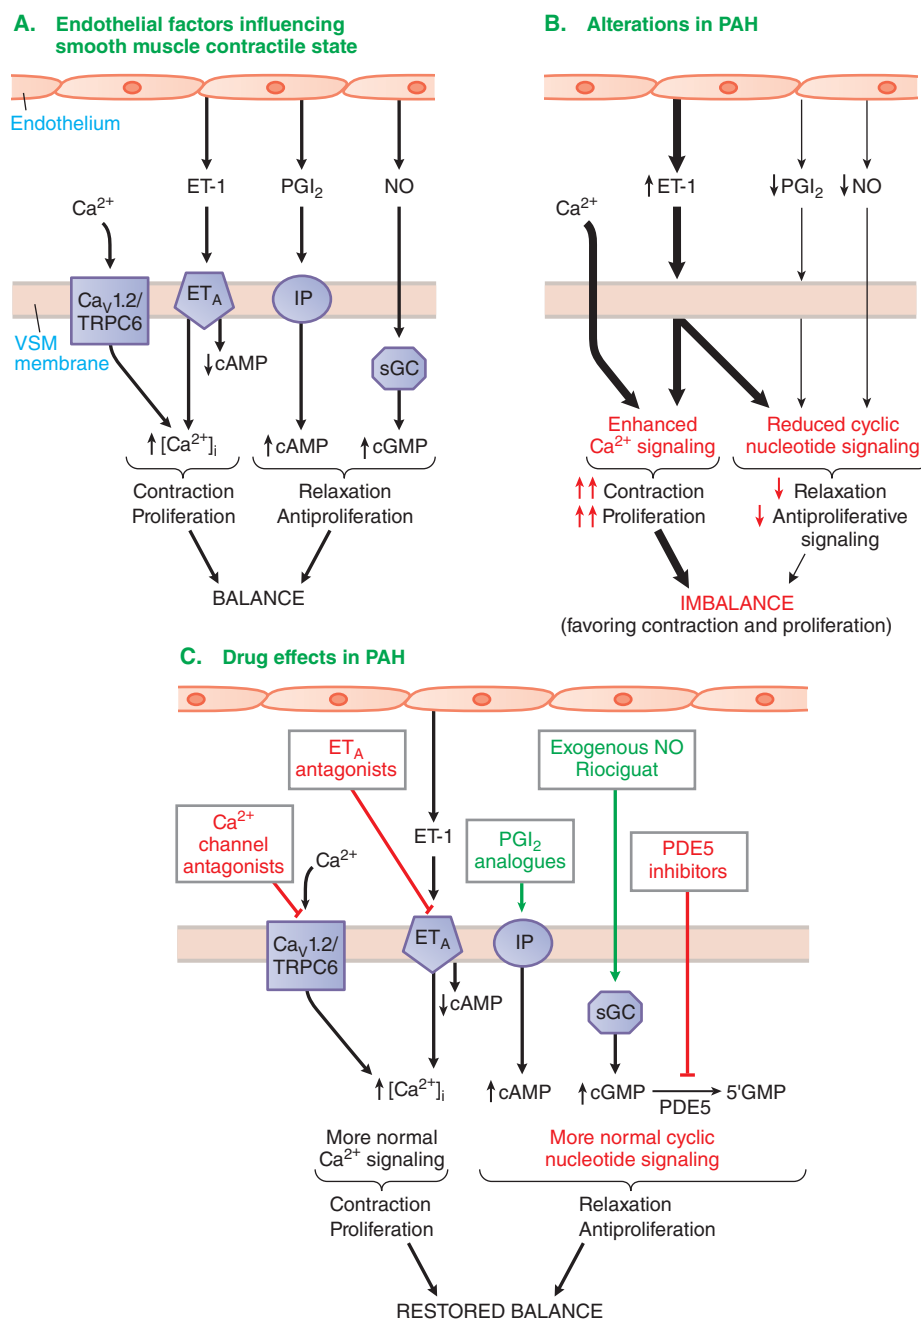 A. Endothelial factors influencing
smooth muscle contractile state
Endothelium
ET-1
PGI₂
NO
Ca²⁺
Caᵥ1.2/
TRPC6
ET_A
IP
VSM
membrane
↓cAMP
sGC
↑[Ca²⁺]ᵢ
↑cAMP
↑cGMP
Contraction
Proliferation
Relaxation
Antiproliferation
BALANCE
B. Alterations in PAH
↑ET-1
↓PGI₂
↓NO
Ca²⁺
Enhanced
Ca²⁺ signaling
Reduced cyclic
nucleotide signaling
↑↑ Contraction
↑↑ Proliferation
↓ Relaxation
↓ Antiproliferative
signaling
IMBALANCE
(favoring contraction and proliferation)
C. Drug effects in PAH
ET_A
antagonists
Exogenous NO
Riociguat
Ca²⁺
channel
antagonists
Ca²⁺
ET-1
PGI₂
analogues
PDE5
inhibitors
Caᵥ1.2/
TRPC6
ET_A
IP
↓cAMP
sGC
↑[Ca²⁺]ᵢ
↑cAMP
↑cGMP
PDE5
5'GMP
More normal
Ca²⁺ signaling
More normal cyclic
nucleotide signaling
Contraction
Proliferation
Relaxation
Antiproliferation
RESTORED BALANCE